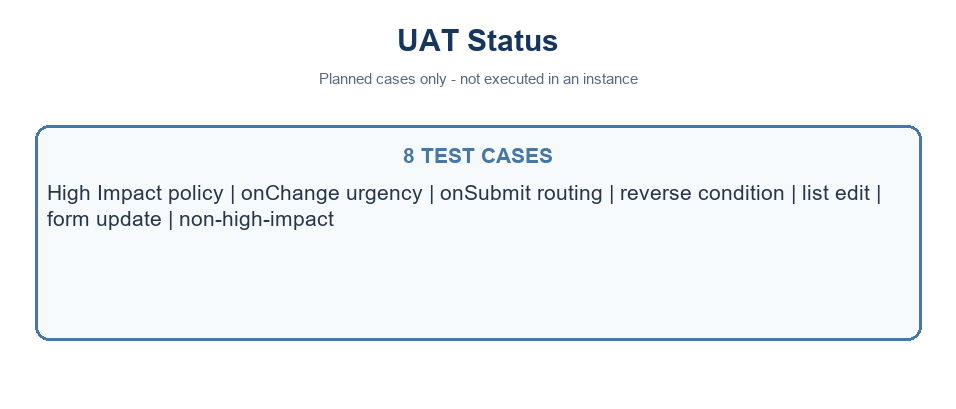 UAT Status
Planned cases only - not executed in an instance
8 TEST CASES
High Impact policy | onChange urgency | onSubmit routing | reverse condition | list edit |
form update | non-high-impact